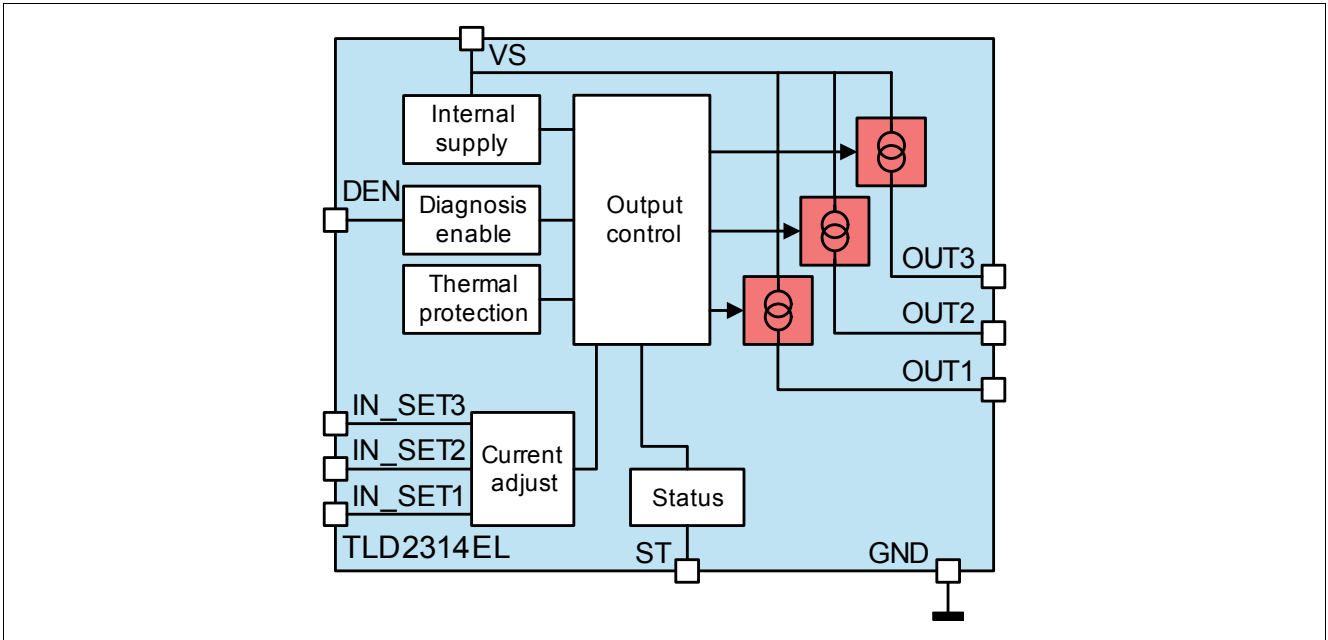 VS
Internal
supply
DEN
Diagnosis
enable
Output
control
Thermal
protection
OUT3
OUT2
OUT1
IN_SET3
IN_SET2
IN_SET1
Current
adjust
Status
TLD2314EL
ST
GND